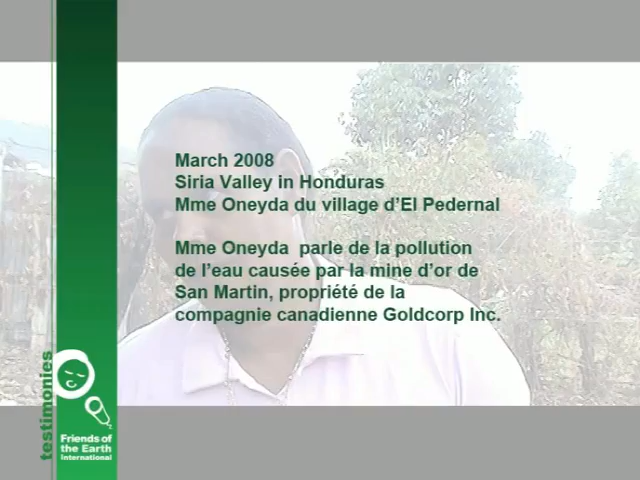 March 2008
Siria Valley in Honduras
Mme Oneyda du village d'El Pedernal
Mme Oneyda  parle de la pollution
de l'eau causée par la mine d'or de
San Martin, propriété de la
compagnie canadienne Goldcorp Inc.
testimonies
Friends of
the Earth
International